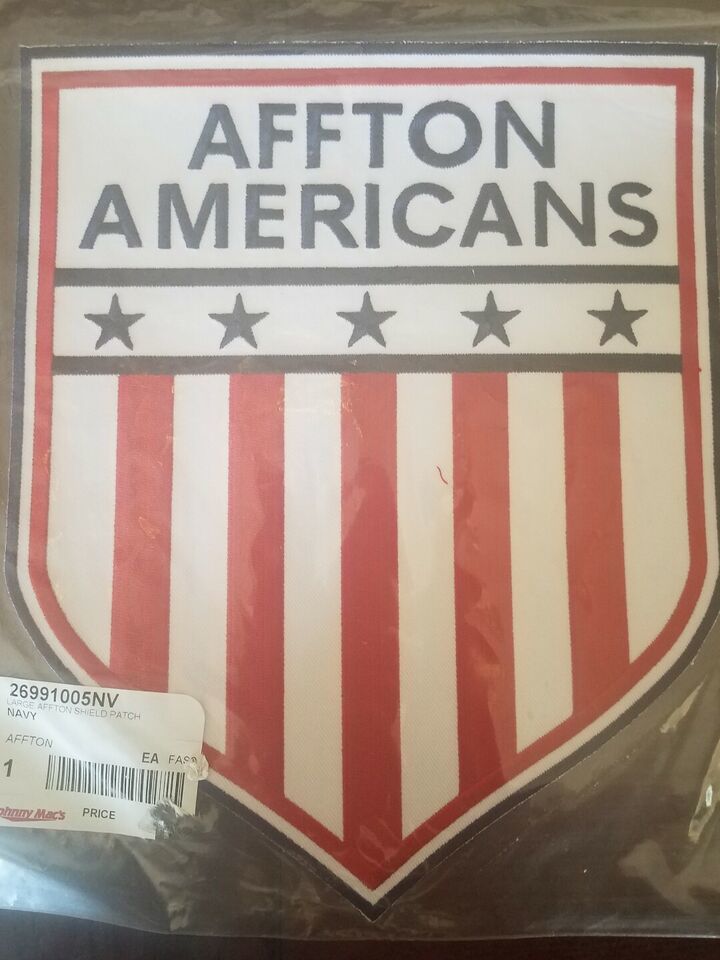 AFFTON
AMERICANS
26991005NV
LARGE AFFTON SHIELD PATCH
NAVY
AFFTON
EA
1
Johnny Mac's
PRICE